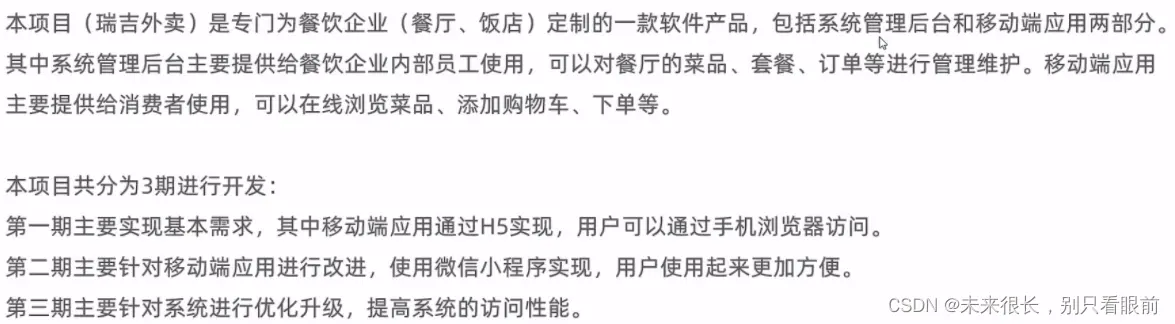 本项目（瑞吉外卖）是专门为餐饮企业（餐厅、饭店）定制的一款软件产品，包括系统管理后台和移动端应用两部分。
其中系统管理后台主要提供给餐饮企业内部员工使用，可以对餐厅的菜品、套餐、订单等进行管理维护。移动端应用
主要提供给消费者使用，可以在线浏览菜品、添加购物车、下单等。
本项目共分为3期进行开发：
第一期主要实现基本需求，其中移动端应用通过H5实现，用户可以通过手机浏览器访问。
第二期主要针对移动端应用进行改进，使用微信小程序实现，用户使用起来更加方便。
第三期主要针对系统进行优化升级，提高系统的访问性能。
CSDN @未来很长，别只看眼前